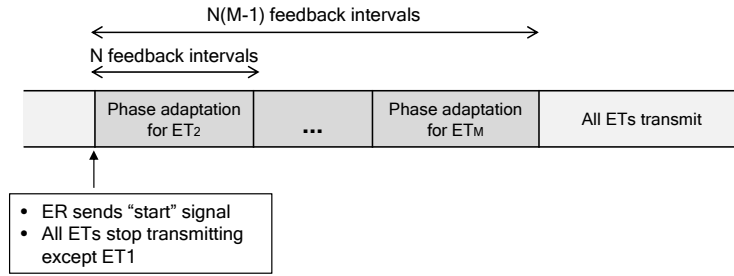 N(M-1) feedback intervals
N feedback intervals
Phase adaptation
for ET2
...
Phase adaptation
for ETM
All ETs transmit
• ER sends “start” signal
• All ETs stop transmitting
except ET1